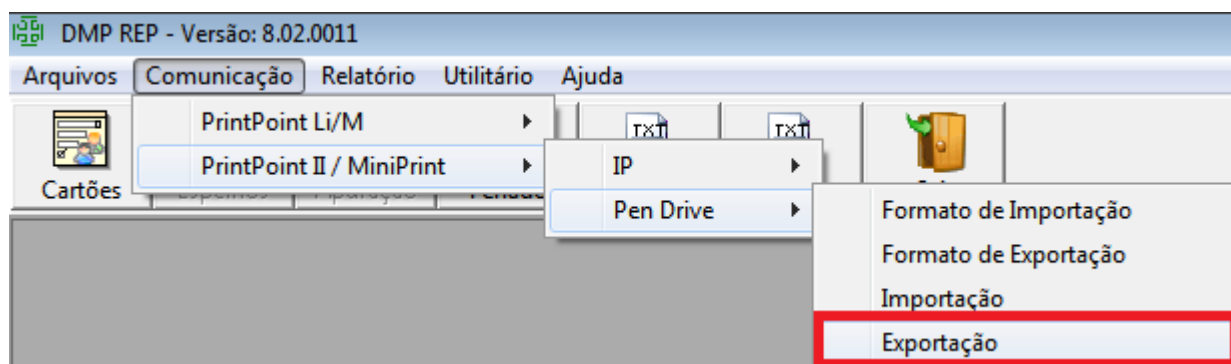 DMP REP - Versão: 8.02.0011
Arquivos Comunicação Relatório Utilitário Ajuda
PrintPoint Li/M
TXT TXT
PrintPoint II / MiniPrint
IP
Cartões
Pen Drive
Formato de Importação
Formato de Exportação
Importação
Exportação